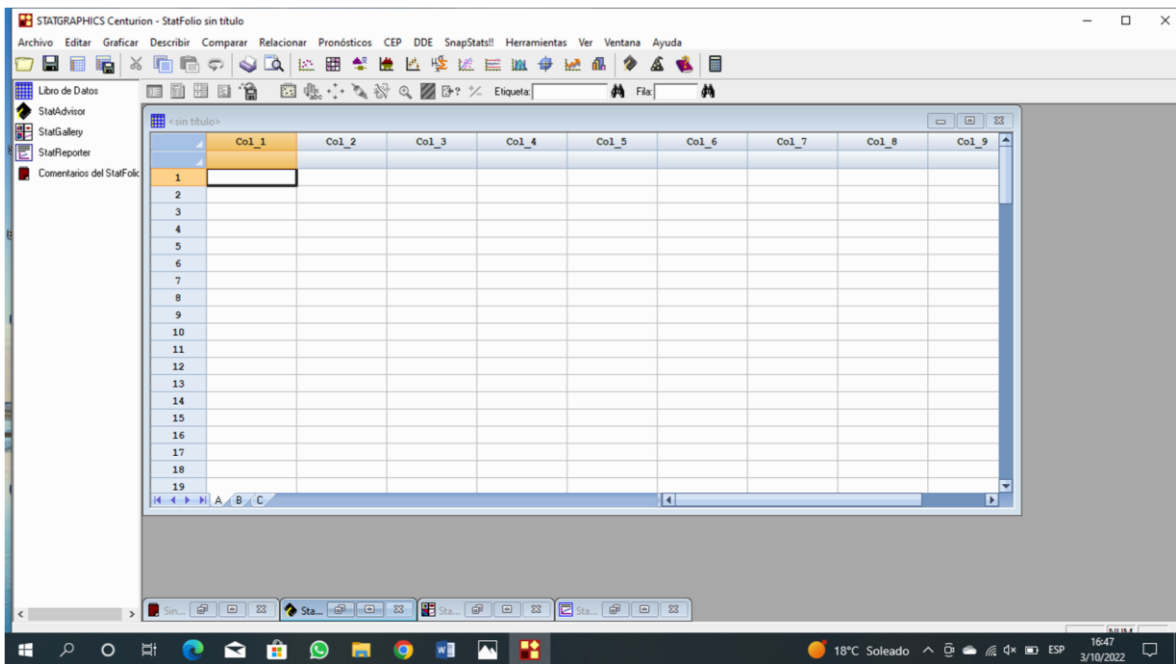 STATGRAPHICS Centurion - StatFolio sin título
Archivo Editar Graficar Describir Comparar Relacionar Pronósticos CEP DDE SnapStats!! Herramientas Ver Ventana Ayuda
Etiqueta: Fila:
Libro de Datos
StatAdvisor
StatGallery
StatReporter
Comentarios del StatFolio
<sin título>
Col_1 Col_2 Col_3 Col_4 Col_5 Col_6 Col_7 Col_8 Col_9
1
2
3
4
5
6
7
8
9
10
11
12
13
14
15
16
17
18
19
A B C
Sin... Sta... Sta... Sta...
NUM
18°C Soleado ESP 16:47
3/10/2022